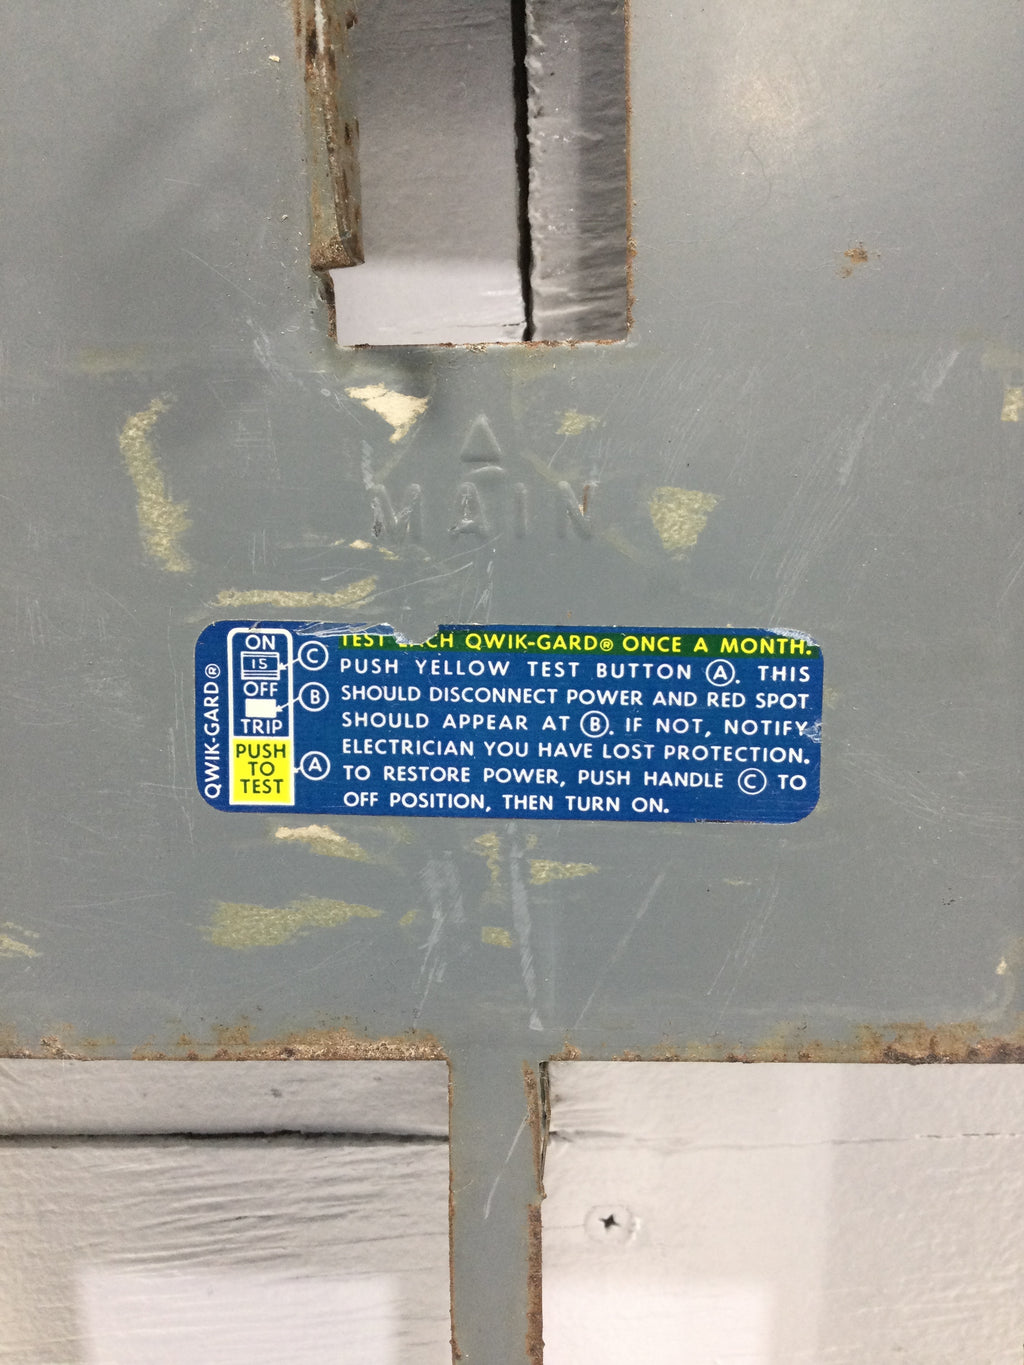 MAIN
QWIK-GARD®
ON
15
OFF
TRIP
PUSH
TO
TEST
C
B
A
TEST EACH QWIK-GARD® ONCE A MONTH.
PUSH YELLOW TEST BUTTON Ⓐ. THIS
SHOULD DISCONNECT POWER AND RED SPOT
SHOULD APPEAR AT Ⓑ. IF NOT, NOTIFY
ELECTRICIAN YOU HAVE LOST PROTECTION.
TO RESTORE POWER, PUSH HANDLE Ⓒ TO
OFF POSITION, THEN TURN ON.